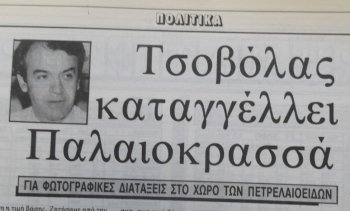 ΠΟΛΙΤΙΚΑ
Τσοβόλας
καταγγέλλει
Παλαιοκρασσά
ΓΙΑ ΦΩΤΟΓΡΑΦΙΚΕΣ ΔΙΑΤΑΞΕΙΣ ΣΤΟ ΧΩΡΟ ΤΩΝ ΠΕΤΡΕΛΑΙΟΕΙΔΩΝ